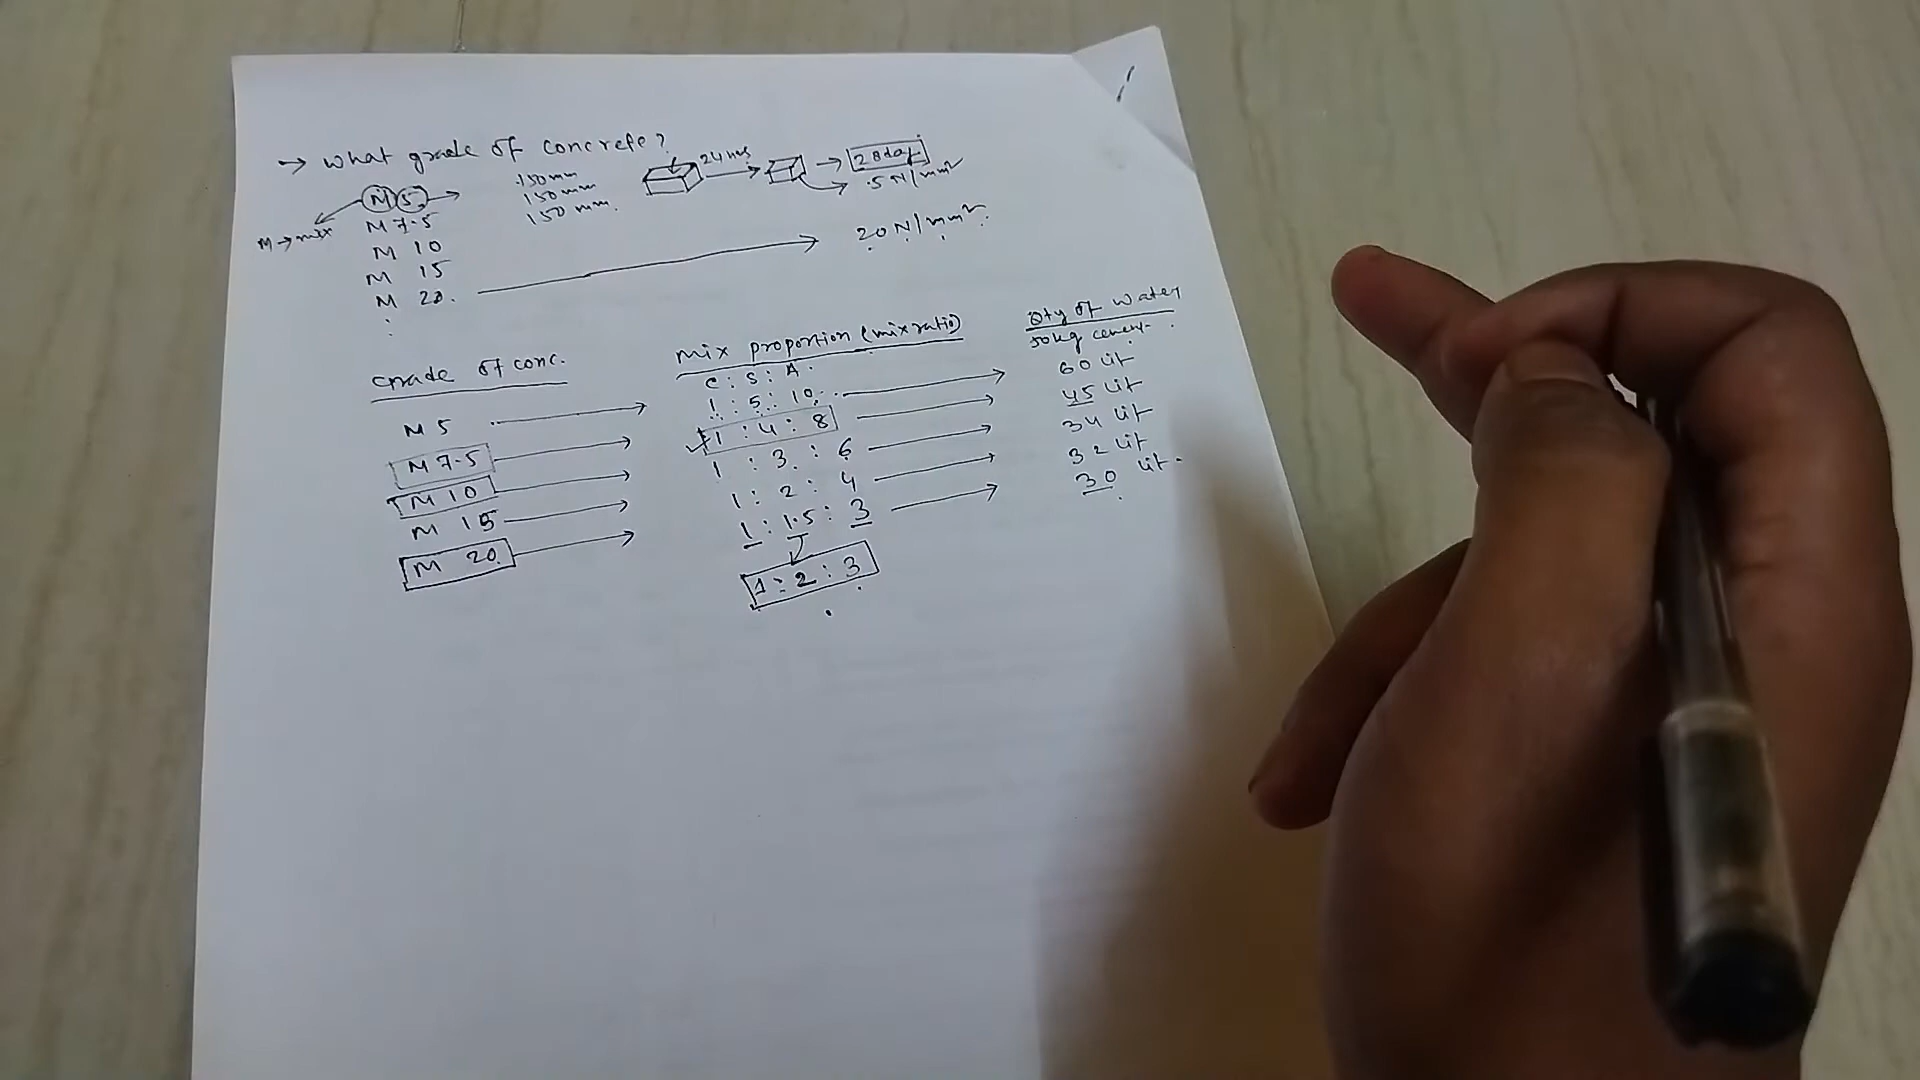 → What grade of concrete?
M 5 →
M → mix
M 7.5
M 10
M 15
M 20.
:
150mm
150mm
150mm.
24 hrs → → 28 day
5 N/mm²
20 N/mm²
Grade of conc.
M 5
M 7.5
M 10
M 15
M 20
Mix proportion (mix ratio)
C : S : A.
1 : 5 : 10
1 : 4 : 8
1 : 3 : 6
1 : 2 : 4
1 : 1.5 : 3
1 : 2 : 3
Qty of water
50kg cement
60 lit
45 lit
34 lit
32 lit
30 lit.